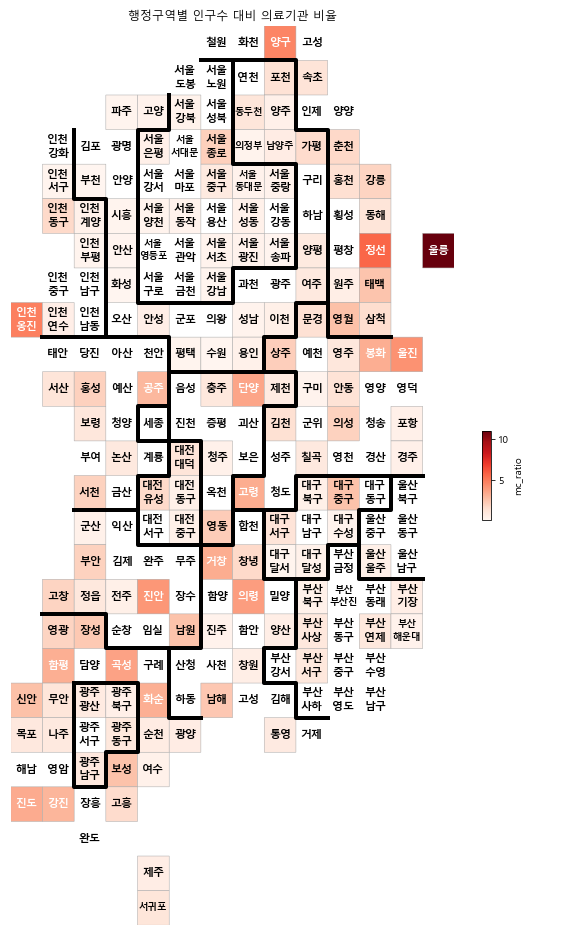 행정구역별 인구수 대비 의료기관 비율
철원 화천 양구 고성
서울 도봉 서울 노원 연천 포천 속초
파주 고양 서울 강북 서울 성북 동두천 양주 인제 양양
인천 강화 김포 광명 서울 은평 서울 서대문 서울 종로 의정부 남양주 가평 춘천
인천 서구 부천 안양 서울 강서 서울 마포 서울 중구 서울 동대문 서울 중랑 구리 홍천 강릉
인천 동구 인천 계양 시흥 서울 양천 서울 동작 서울 용산 서울 성동 서울 강동 하남 횡성 동해
인천 부평 안산 서울 영등포 서울 관악 서울 서초 서울 광진 서울 송파 양평 평창 정선 울릉
인천 중구 인천 남구 화성 서울 구로 서울 금천 서울 강남 과천 광주 여주 원주 태백
인천 옹진 인천 연수 인천 남동 오산 안성 군포 의왕 성남 이천 문경 영월 삼척
태안 당진 아산 천안 평택 수원 용인 상주 예천 영주 봉화 울진
서산 홍성 예산 공주 음성 충주 단양 제천 구미 안동 영양 영덕
보령 청양 세종 진천 증평 괴산 김천 군위 의성 청송 포항
부여 논산 계룡 대전 대덕 청주 보은 성주 칠곡 영천 경산 경주
서천 금산 대전 유성 대전 동구 옥천 고령 청도 대구 북구 대구 중구 대구 동구 울산 북구
군산 익산 대전 서구 대전 중구 영동 합천 대구 서구 대구 남구 대구 수성 울산 중구 울산 동구
부안 김제 완주 무주 거창 창녕 대구 달서 대구 달성 부산 금정 울산 울주 울산 남구
고창 정읍 전주 진안 장수 함양 의령 밀양 부산 북구 부산 부산진 부산 동래 부산 기장
영광 장성 순창 임실 남원 진주 함안 양산 부산 사상 부산 동구 부산 연제 부산 해운대
함평 담양 곡성 구례 산청 사천 창원 부산 강서 부산 서구 부산 중구 부산 수영
신안 무안 광주 광산 광주 북구 화순 하동 남해 고성 김해 부산 사하 부산 영도 부산 남구
목포 나주 광주 서구 광주 동구 순천 광양 통영 거제
해남 영암 광주 남구 보성 여수
진도 강진 장흥 고흥
완도
제주
서귀포
10
5
mc_ratio